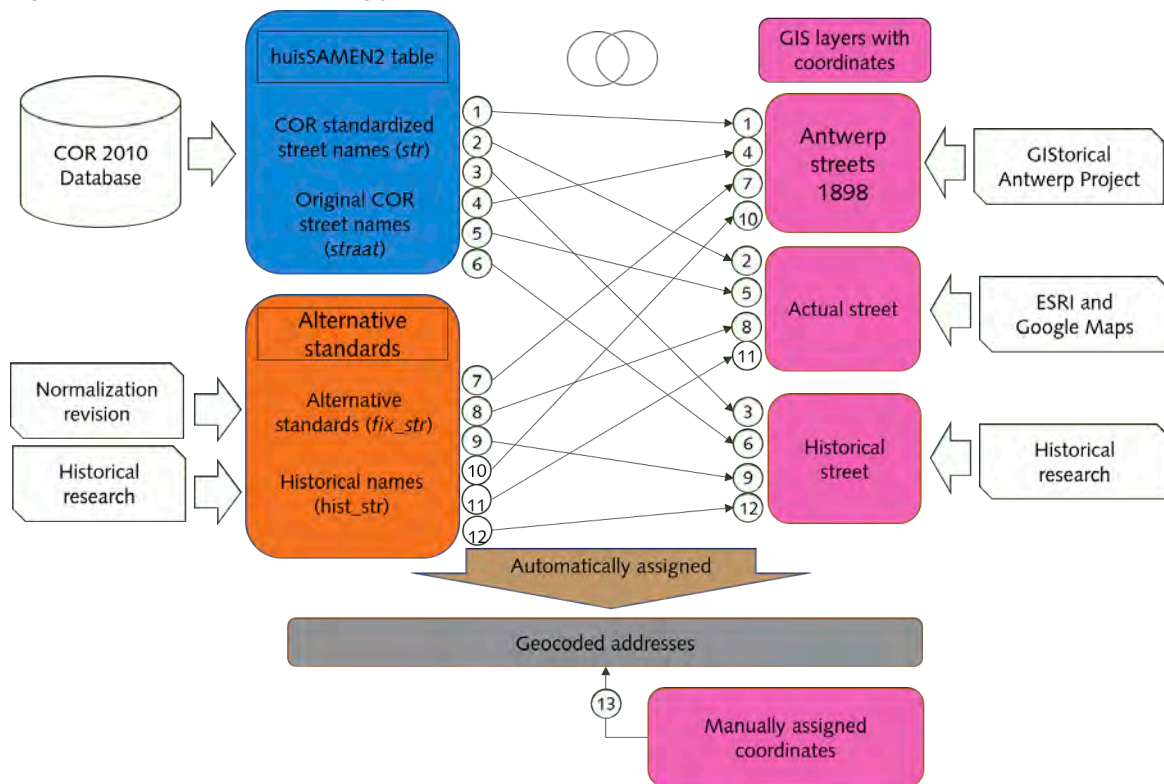 huisSAMEN2 table
COR standardized
street names (str)
Original COR
street names
(straat)
COR 2010
Database
1
2
3
4
5
6
GIS layers with
coordinates
1
4
7
10
Antwerp
streets
1898
GIStorical
Antwerp Project
2
5
8
11
Actual street
ESRI and
Google Maps
3
6
9
12
Historical
street
Historical
research
Alternative
standards
Alternative
standards (fix_str)
Historical names
(hist_str)
Normalization
revision
Historical
research
7
8
9
10
11
12
Automatically assigned
Geocoded addresses
13
Manually assigned
coordinates